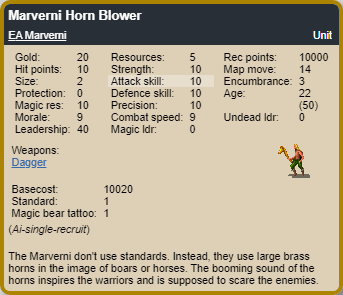 Marverni Horn Blower
EA Marverni Unit
Gold: 20 Resources: 5 Rec points: 10000
Hit points: 10 Strength: 10 Map move: 14
Size: 2 Attack skill: 10 Encumbrance: 3
Protection: 0 Defence skill: 10 Age: 22
Magic res: 10 Precision: 10 (50)
Morale: 9 Combat speed: 9 Undead ldr: 0
Leadership: 40 Magic ldr: 0
Weapons:
Dagger
Basecost: 10020
Standard: 1
Magic bear tattoo: 1
(Ai-single-recruit)
The Marverni don't use standards. Instead, they use large brass
horns in the image of boars or horses. The booming sound of the
horns inspires the warriors and is supposed to scare the enemies.